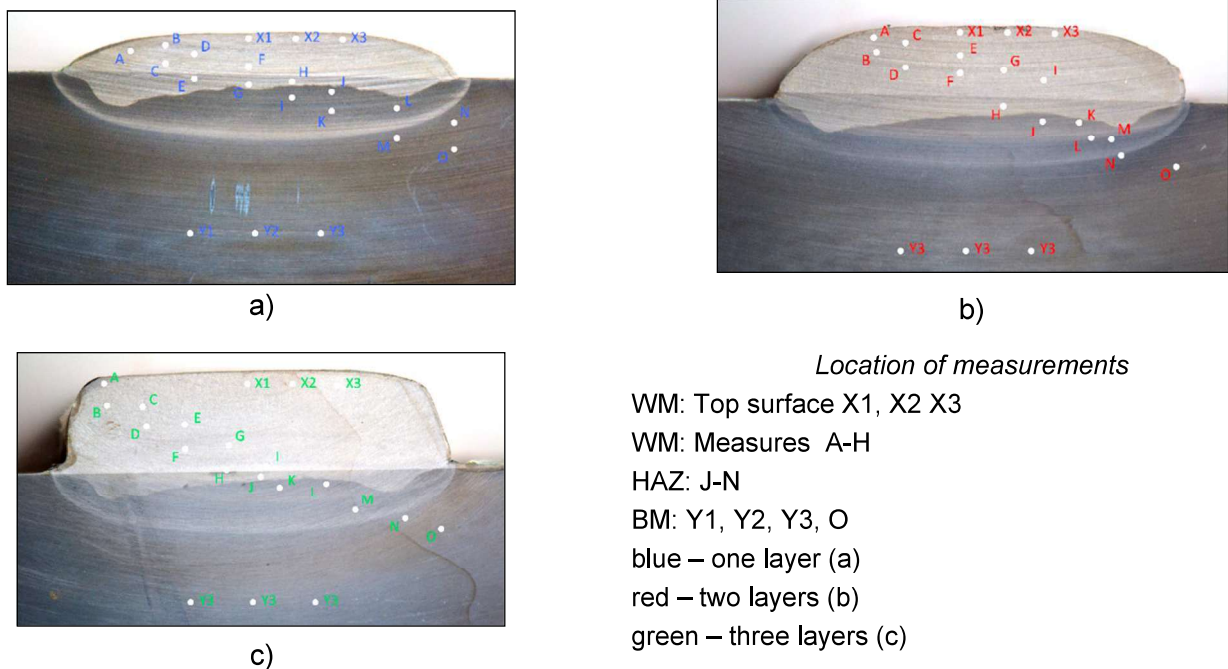 B D X1 X2 X3
A C F
E H I
G I L
K N
M O
Y1 Y2 Y3
a)
A C X1 X2 X3
B E
D F G I
H I K M
L N O
Y3 Y3 Y3
b)
A X1 X2 X3
B C
D E
F G I
H J K I
M N O
Y3 Y3 Y3
c)
Location of measurements
WM: Top surface X1, X2 X3
WM: Measures A-H
HAZ: J-N
BM: Y1, Y2, Y3, O
blue – one layer (a)
red – two layers (b)
green – three layers (c)